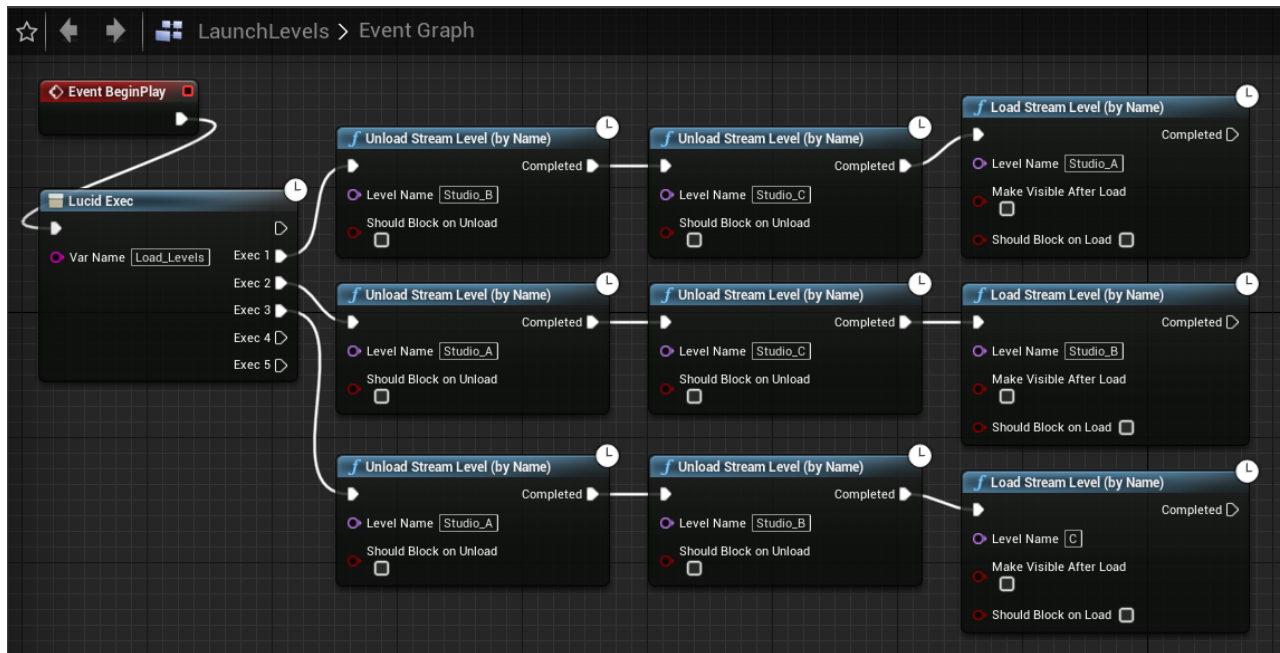 LaunchLevels > Event Graph
Event BeginPlay
Lucid Exec
Var Name Load_Levels
Exec 1
Exec 2
Exec 3
Exec 4
Exec 5
Unload Stream Level (by Name)
Completed
Level Name Studio_B
Should Block on Unload
Unload Stream Level (by Name)
Completed
Level Name Studio_C
Should Block on Unload
Load Stream Level (by Name)
Completed
Level Name Studio_A
Make Visible After Load
Should Block on Load
Unload Stream Level (by Name)
Completed
Level Name Studio_A
Should Block on Unload
Unload Stream Level (by Name)
Completed
Level Name Studio_C
Should Block on Unload
Load Stream Level (by Name)
Completed
Level Name Studio_B
Make Visible After Load
Should Block on Load
Unload Stream Level (by Name)
Completed
Level Name Studio_A
Should Block on Unload
Unload Stream Level (by Name)
Completed
Level Name Studio_B
Should Block on Unload
Load Stream Level (by Name)
Completed
Level Name C
Make Visible After Load
Should Block on Load